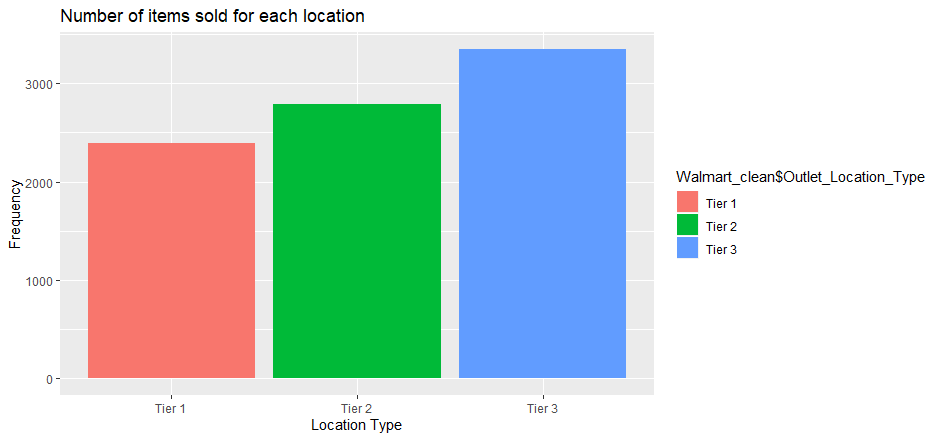 Number of items sold for each location
Frequency
3000
2000
1000
0
Tier 1
Tier 2
Tier 3
Location Type
Walmart_clean$Outlet_Location_Type
Tier 1
Tier 2
Tier 3